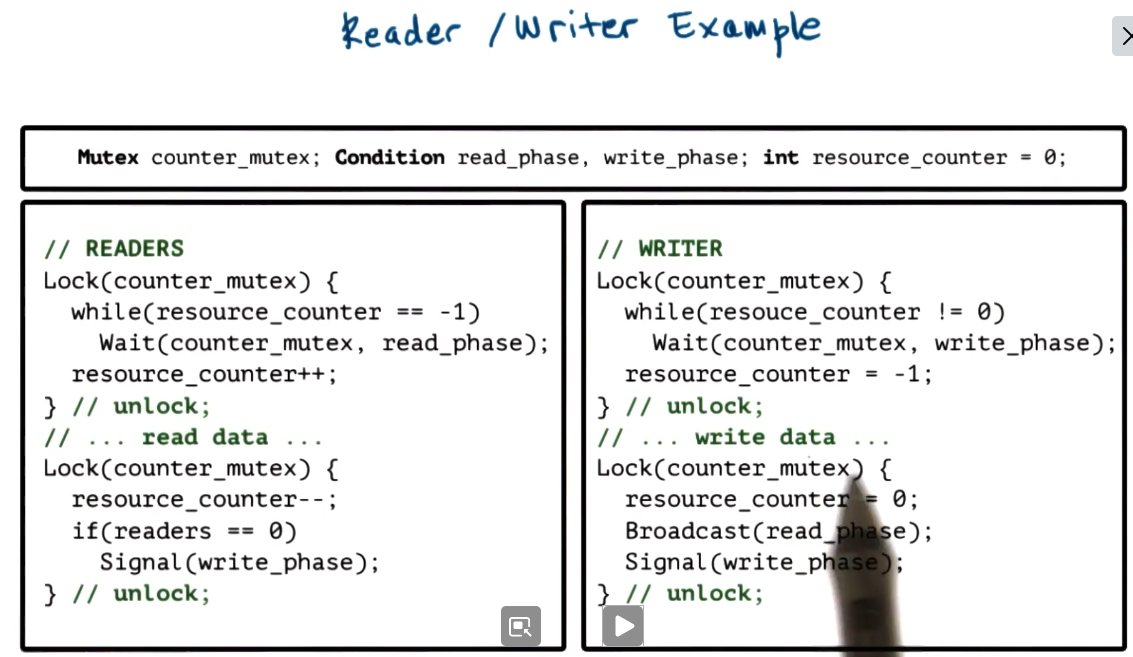 Reader / Writer Example
Mutex counter_mutex; Condition read_phase, write_phase; int resource_counter = 0;
// READERS
Lock(counter_mutex) {
while(resource_counter == -1)
Wait(counter_mutex, read_phase);
resource_counter++;
} // unlock;
// ... read data ...
Lock(counter_mutex) {
resource_counter--;
if(readers == 0)
Signal(write_phase);
} // unlock;
// WRITER
Lock(counter_mutex) {
while(resouce_counter != 0)
Wait(counter_mutex, write_phase);
resource_counter = -1;
} // unlock;
// ... write data ...
Lock(counter_mutex) {
resource_counter = 0;
Broadcast(read_phase);
Signal(write_phase);
} // unlock;